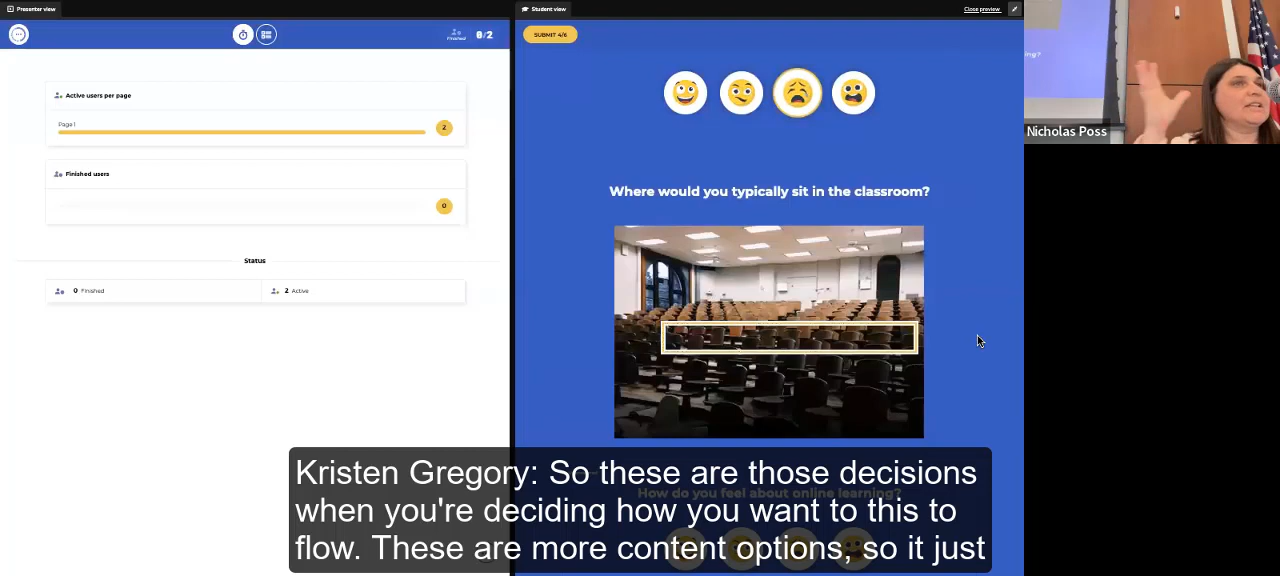 Presenter view
Student view
Close preview
Finished
0/2
SUBMIT 4/6
Active users per page
Page 1
2
Finished users
0
Status
0 Finished
2 Active
Where would you typically sit in the classroom?
How do you feel about online learning?
Nicholas Poss
Kristen Gregory: So these are those decisions
when you're deciding how you want to this to
flow. These are more content options, so it just